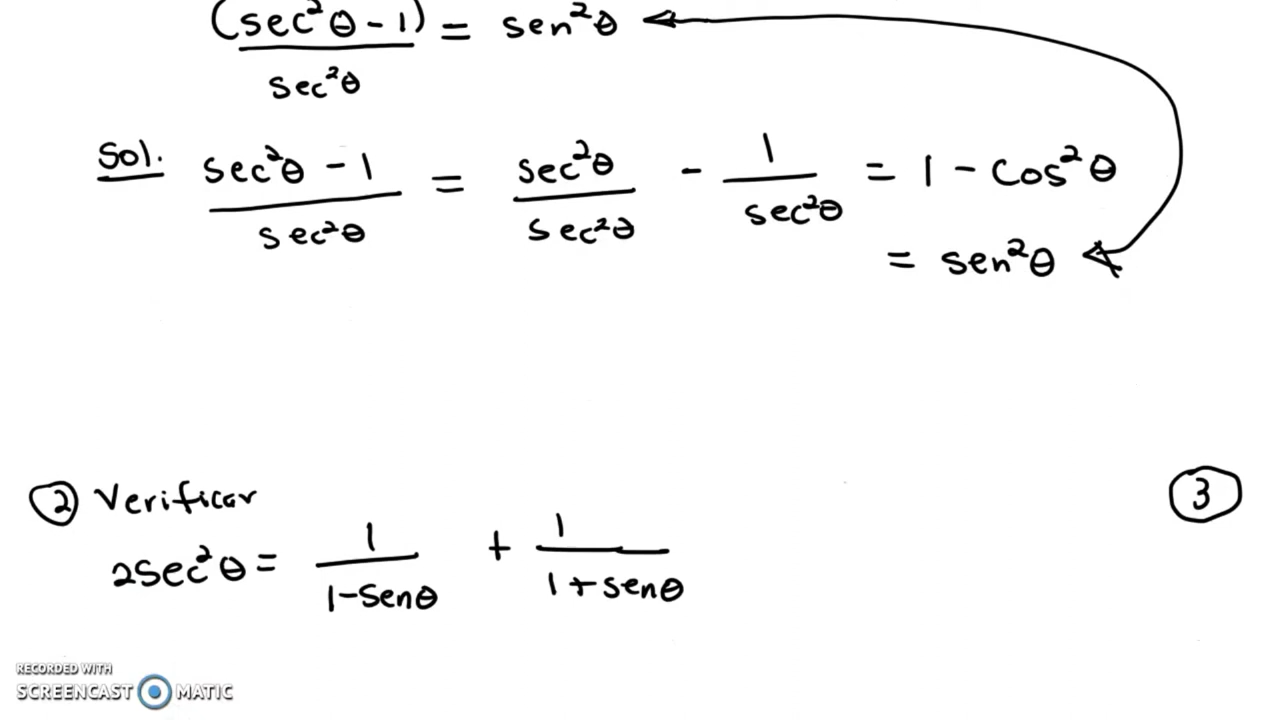 (sec²θ - 1) / sec²θ = sen²θ
Sol. sec²θ - 1 / sec²θ = sec²θ / sec²θ - 1 / sec²θ = 1 - cos²θ
= sen²θ
② Verificar
③
2sec²θ = 1 / 1-senθ + 1 / 1+senθ
RECORDED WITH
SCREENCAST MATIC